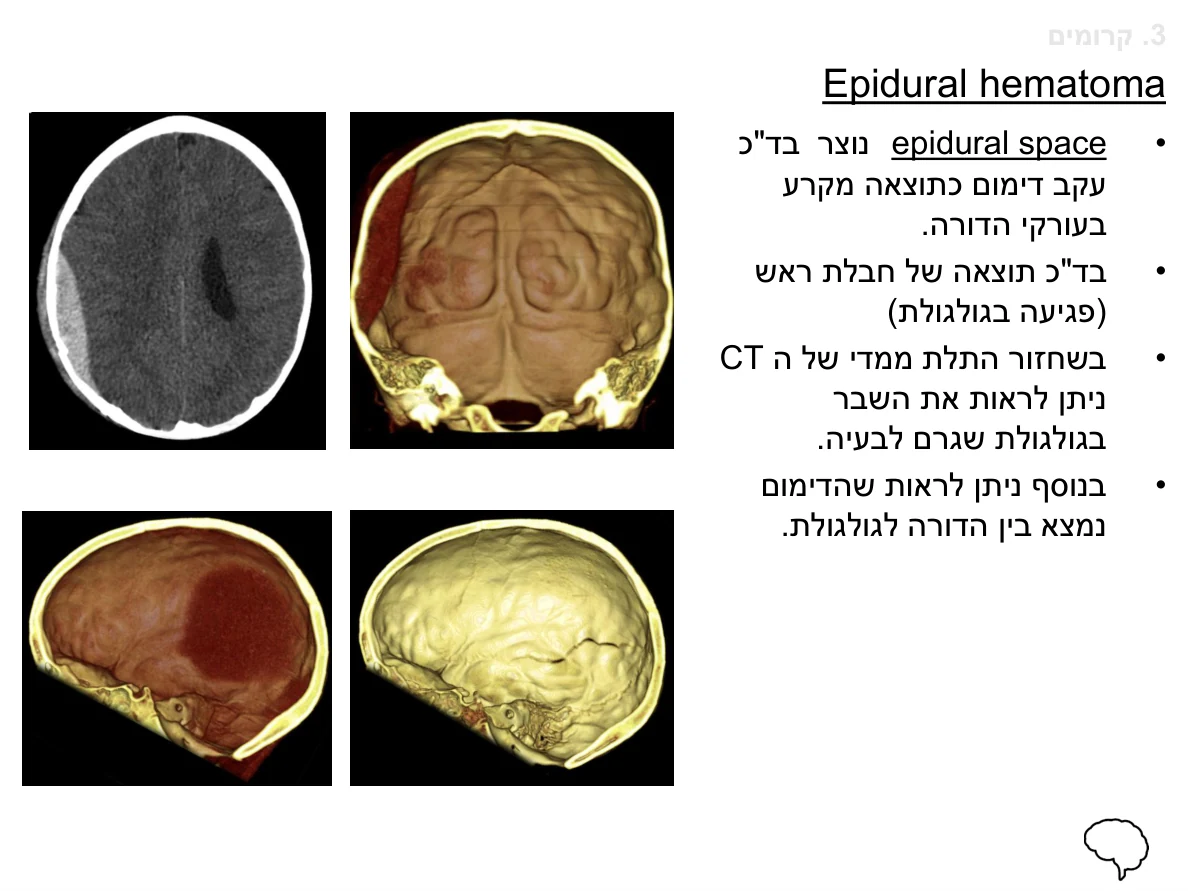 3. קרומים
Epidural hematoma
• epidural space נוצר בד"כ
עקב דימום כתוצאה מקרע
בעורקי הדורה.
• בד"כ תוצאה של חבלת ראש
(פגיעה בגולגולת)
• בשחזור התלת ממדי של ה CT
ניתן לראות את השבר
בגולגולת שגרם לבעיה.
• בנוסף ניתן לראות שהדימום
נמצא בין הדורה לגולגולת.